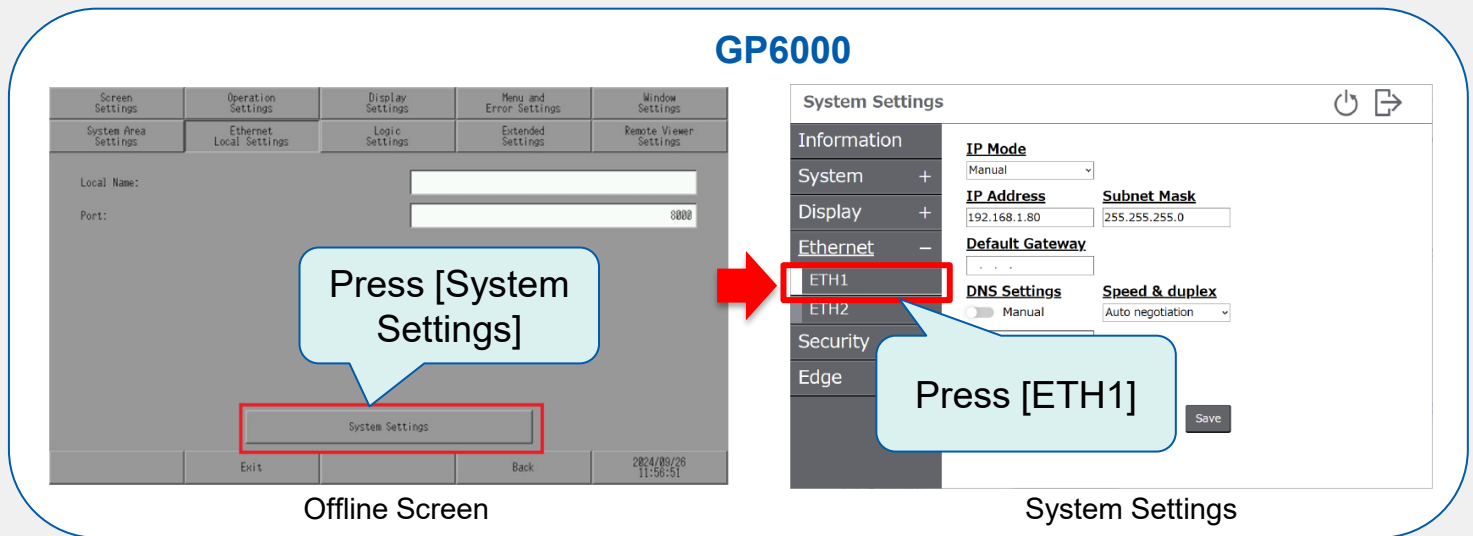 GP6000
Screen Settings
Operation Settings
Display Settings
Menu and Error Settings
Window Settings
System Area Settings
Ethernet Local Settings
Logic Settings
Extended Settings
Remote Viewer Settings
Local Name:
Port:
8000
Press [System
Settings]
System Settings
Exit
Back
2024/09/26
11:56:51
Offline Screen
System Settings
Information
System +
Display +
Ethernet −
ETH1
ETH2
Security
Edge
IP Mode
Manual
IP Address
Subnet Mask
192.168.1.80
255.255.255.0
Default Gateway
. . .
DNS Settings
Speed & duplex
Manual
Auto negotiation
Press [ETH1]
Save
System Settings